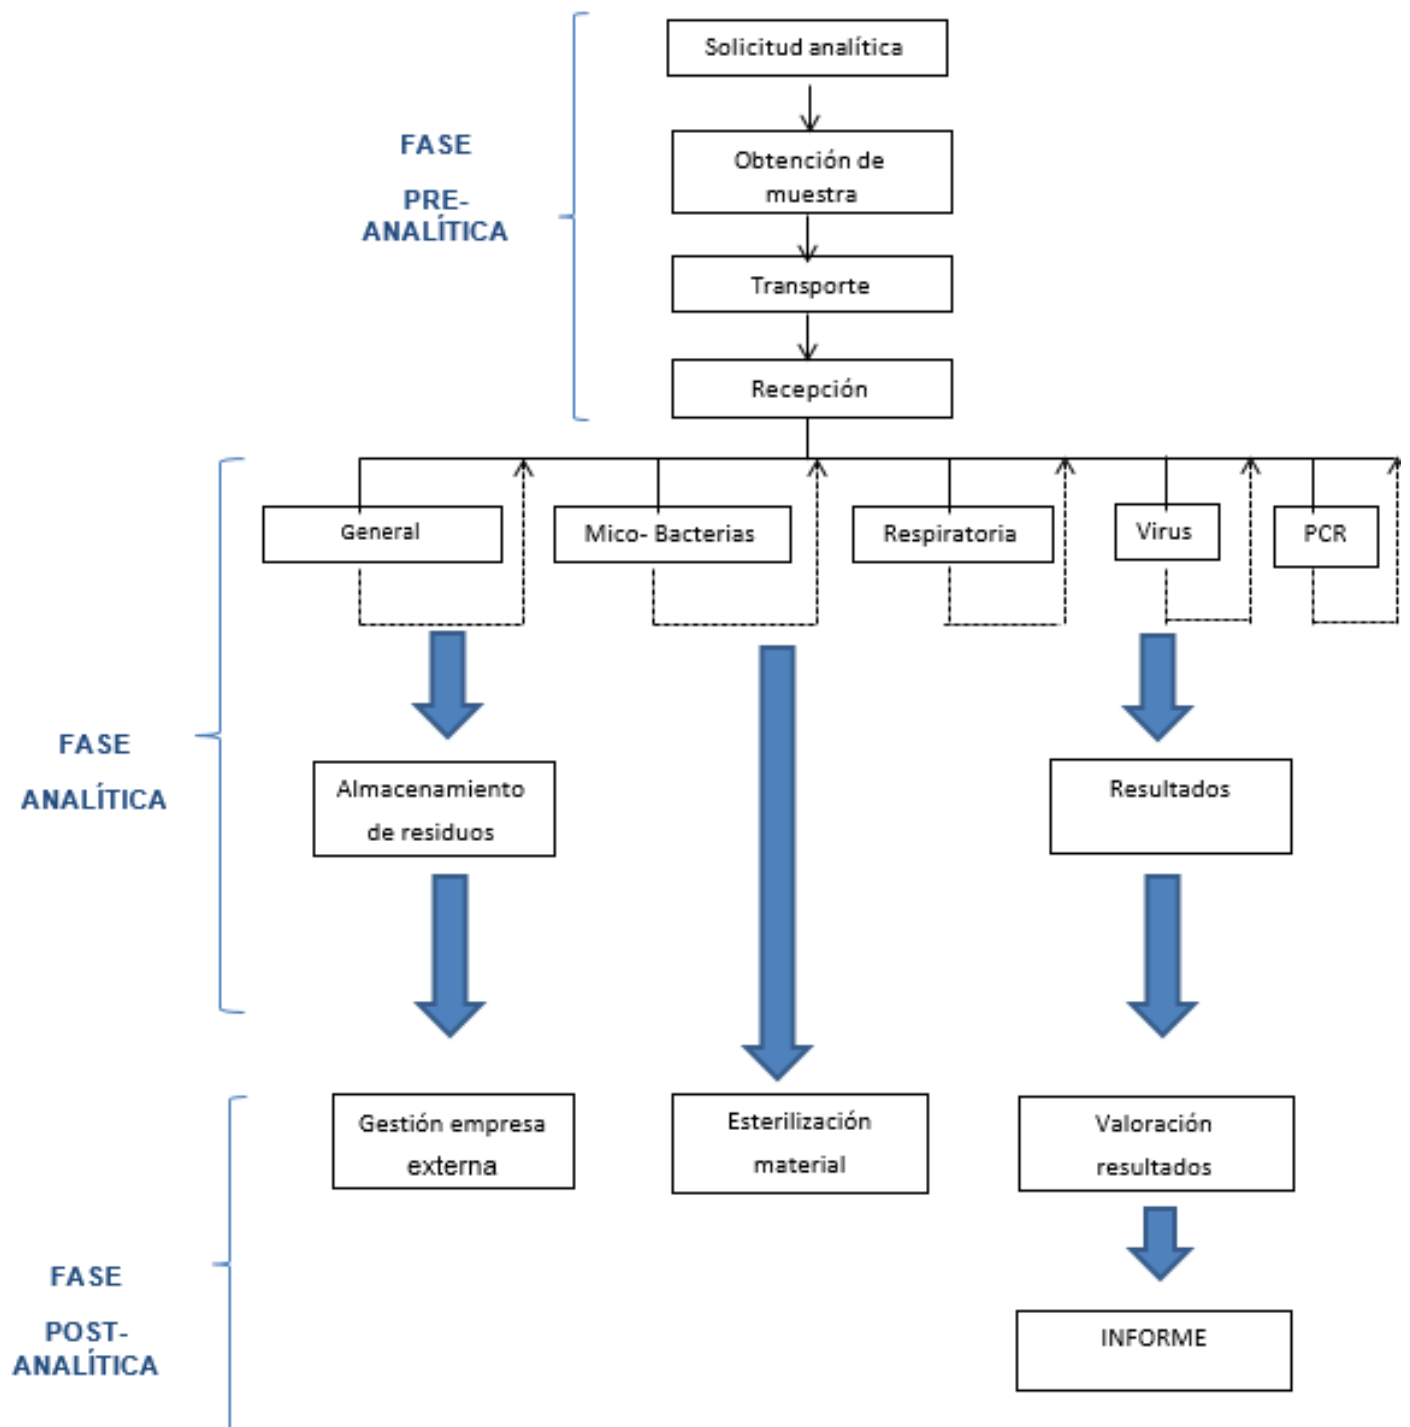 Solicitud analítica
FASE
PRE-
ANALÍTICA
Obtención de
muestra
Transporte
Recepción
General
Mico- Bacterias
Respiratoria
Virus
PCR
FASE
ANALÍTICA
Almacenamiento
de residuos
Resultados
Gestión empresa
externa
Esterilización
material
Valoración
resultados
FASE
POST-
ANALÍTICA
INFORME